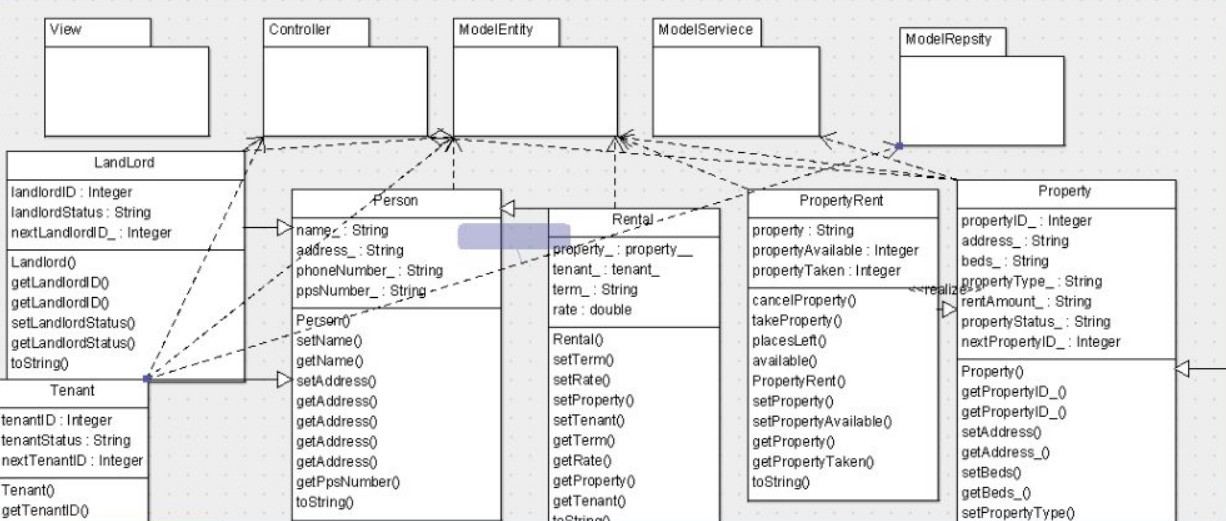 View
Controller
ModelEntity
ModelServiece
ModelRepsity
LandLord
landlordID : Integer
landlordStatus : String
nextLandlordID_ : Integer
Landlord()
getLandlordID()
getLandlordID()
setLandlordStatus()
getLandlordStatus()
toString()
Tenant
tenantID : Integer
tenantStatus : String
nextTenantID : Integer
Tenant()
getTenantID()
Person
name_ : String
address_ : String
phoneNumber_ : String
ppsNumber_ : String
Person()
setName()
getName()
setAddress()
getAddress()
getAddress()
getAddress()
getAddress()
getPpsNumber()
toString()
Rental
property_ : property__
tenant_ : tenant_
term_ : String
rate : double
Rental()
setTerm()
setRate()
setProperty()
setTenant()
getTerm()
getRate()
getProperty()
getTenant()
toString()
PropertyRent
property : String
propertyAvailable : Integer
propertyTaken : Integer
cancelProperty()
takeProperty()
placesLeft()
available()
PropertyRent()
setProperty()
setPropertyAvailable()
getProperty()
getPropertyTaken()
toString()
<<realize>>
Property
propertyID_ : Integer
address_ : String
beds_ : String
propertyType_ : String
rentAmount_ : String
propertyStatus_ : String
nextPropertyID_ : Integer
Property()
getPropertyID_()
getPropertyID_()
setAddress()
getAddress_()
setBeds()
getBeds_()
setPropertyType()